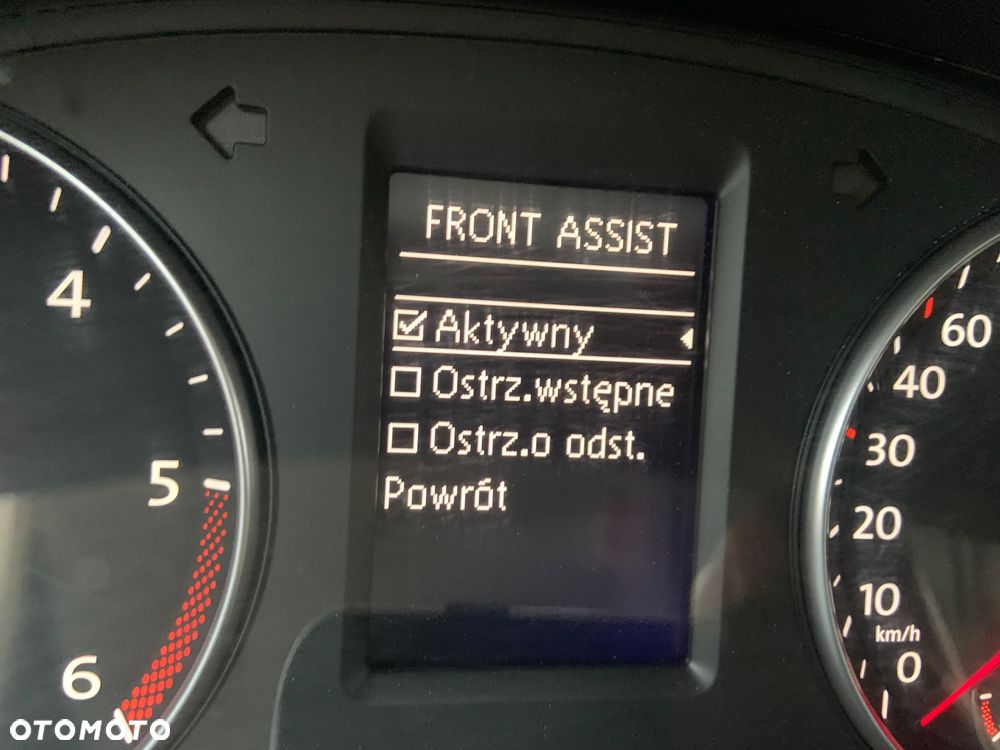 FRONT ASSIST
Aktywny
Ostrz.wstępne
Ostrz.o odst.
Powrót
4
5
6
60
40
30
20
10
km/h
0
OTOMOTO